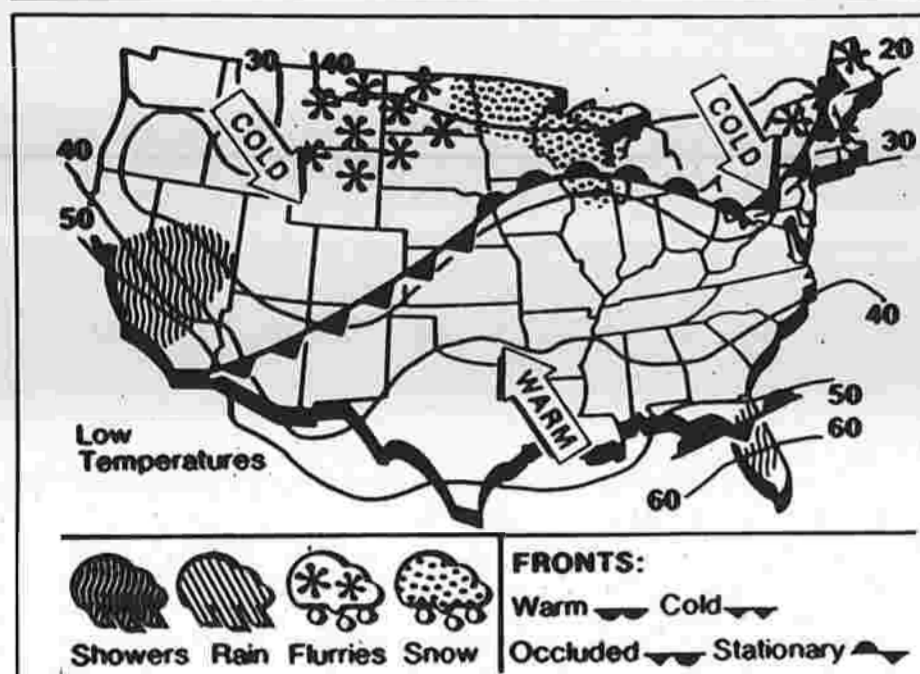 30 40 20
COLD COLD
40 30
50
40
WARM
50
60
60
Low
Temperatures
Showers Rain Flurries Snow
FRONTS:
Warm Cold
Occluded Stationary